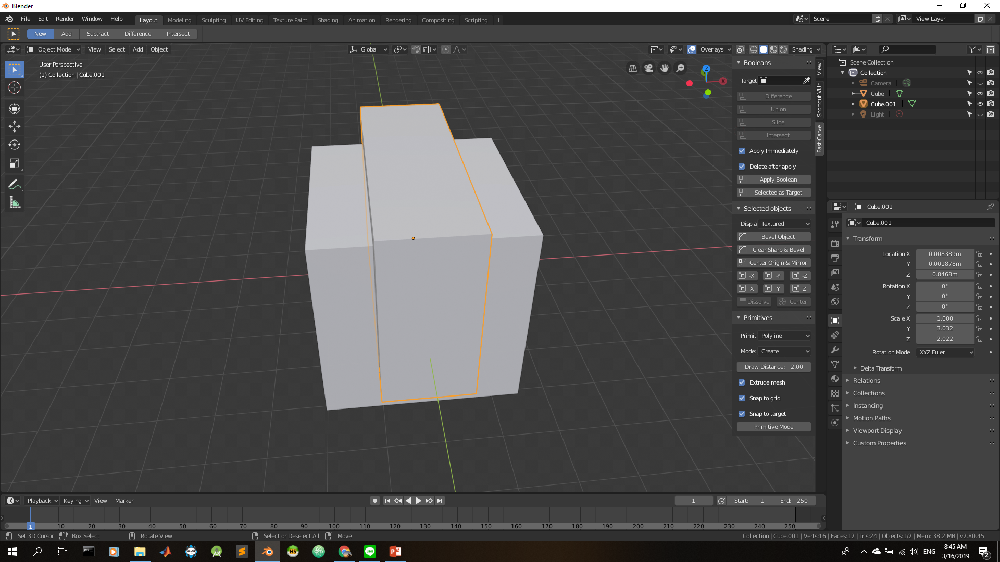 Blender
File Edit Render Window Help Layout Modeling Sculpting UV Editing Texture Paint Shading Animation Rendering Compositing Scripting + Scene View Layer
New Add Subtract Difference Intersect
Object Mode View Select Add Object Global Overlays Shading
User Perspective
(1) Collection | Cube.001
Z
X
Booleans
Target
Difference
Union
Slice
Intersect
Apply Immediately
Delete after apply
Apply Boolean
Selected as Target
Selected objects
Displa Textured
Bevel Object
Clear Sharp & Bevel
Center Origin & Mirror
-X -Y -Z
X Y Z
Dissolve Center
Primitives
Primiti Polyline
Mode: Create
Draw Distance: 2.00
Extrude mesh
Snap to grid
Snap to target
Primitive Mode
View
Shortcut VUr
Fast Carve
Scene Collection
Collection
Camera
Cube
Cube.001
Light
Cube.001
Cube.001
Transform
Location X 0.008389m
Y 0.001878m
Z 0.8468m
Rotation X 0°
Y 0°
Z 0°
Scale X 1.000
Y 3.032
Z 2.022
Rotation Mode XYZ Euler
Delta Transform
Relations
Collections
Instancing
Motion Paths
Viewport Display
Custom Properties
Playback Keying View Marker 1 Start: 1 End: 250
1 10 20 30 40 50 60 70 80 90 100 110 120 130 140 150 160 170 180 190 200 210 220 230 240 250
Set 3D Cursor Box Select Rotate View Select or Deselect All Move Collection | Cube.001 | Verts:16 | Faces:12 | Tris:24 | Objects:1/2 | Mem: 38.2 MB | v2.80.45
HS LINE P ENG 8:45 AM
3/16/2019 2